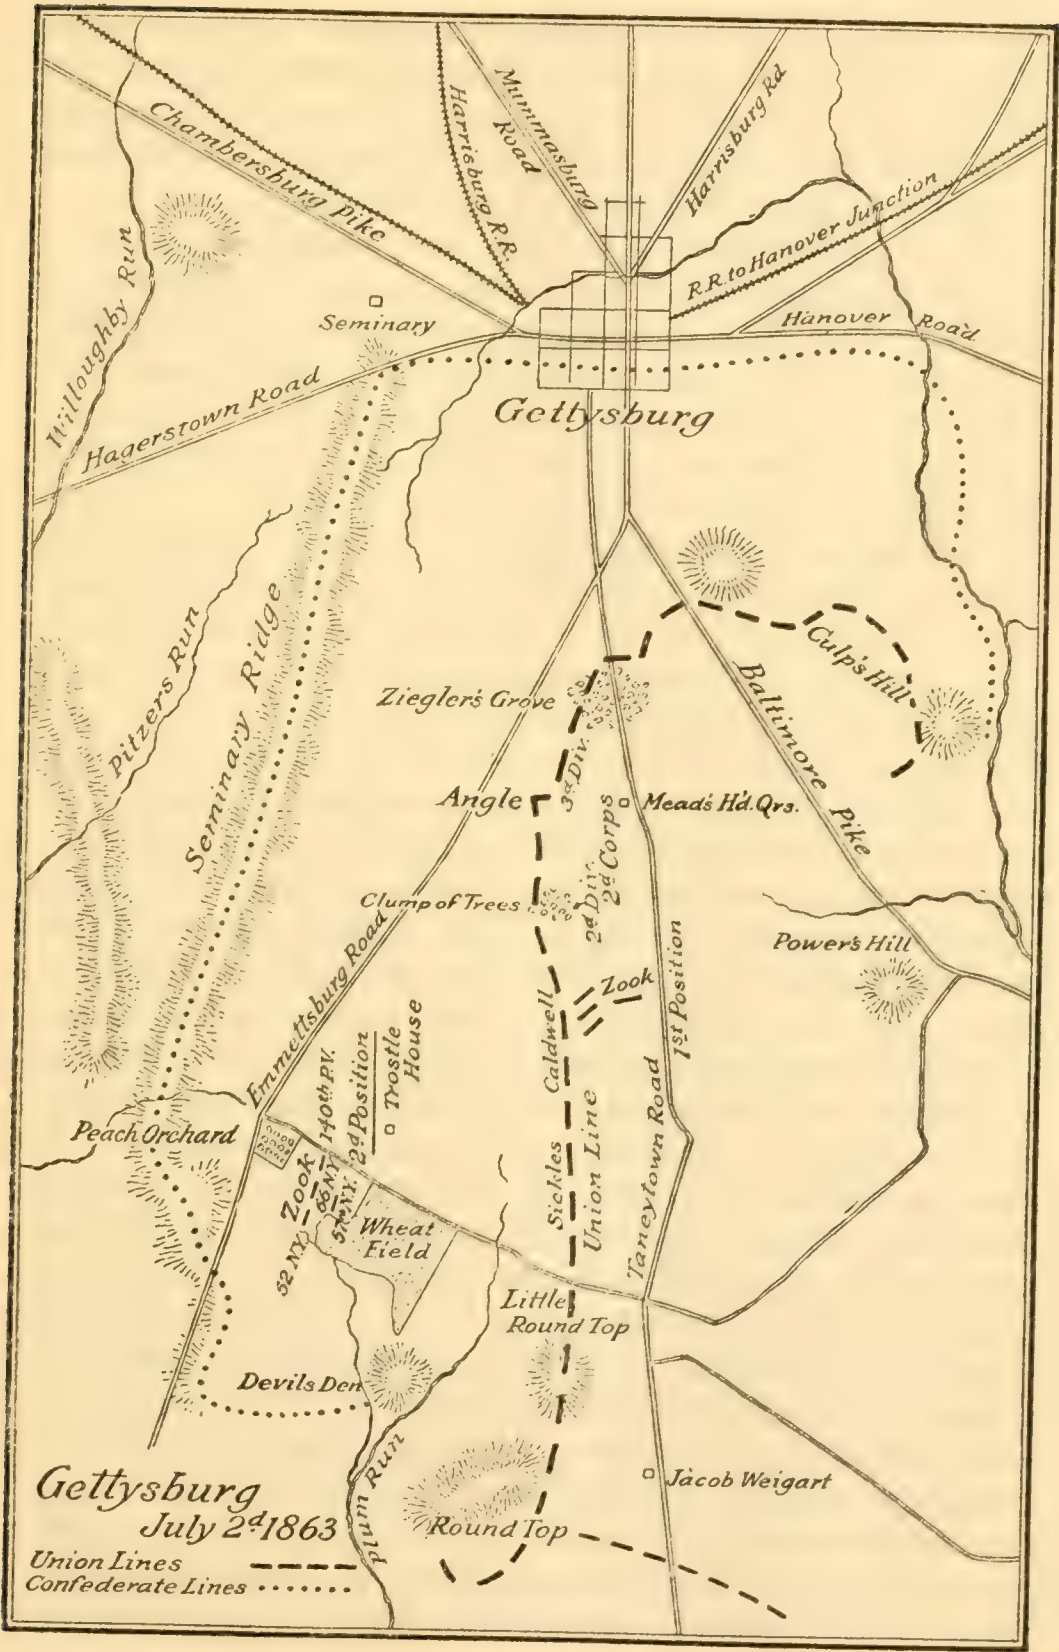 Chambersburg Pike
Harrisburg R.R.
Mummasburg
Road
Harrisburg Rd
R.R. to Hanover Junction
Willoughby Run
Seminary
Hanover Road
Hagerstown Road
Gettysburg
Pitzers Run
Seminary Ridge
Ziegler's Grove
Culp's Hill
Baltimore Pike
3d Div.
Angle
Mead's H'd. Qrs.
2d Corps
2d Div.
Clump of Trees
Power's Hill
Emmettsburg Road
Zook
Caldwell
1st Position
Trostle
House
2d Position
140th P.V.
Peach Orchard
Zook
66 N.Y.
57th N.Y.
52 N.Y.
Wheat
Field
Sickles
Union Line
Taneytown Road
Little
Round Top
Devils Den
Plum Run
Jacob Weigart
Round Top
Gettysburg
July 2d 1863
Union Lines
Confederate Lines